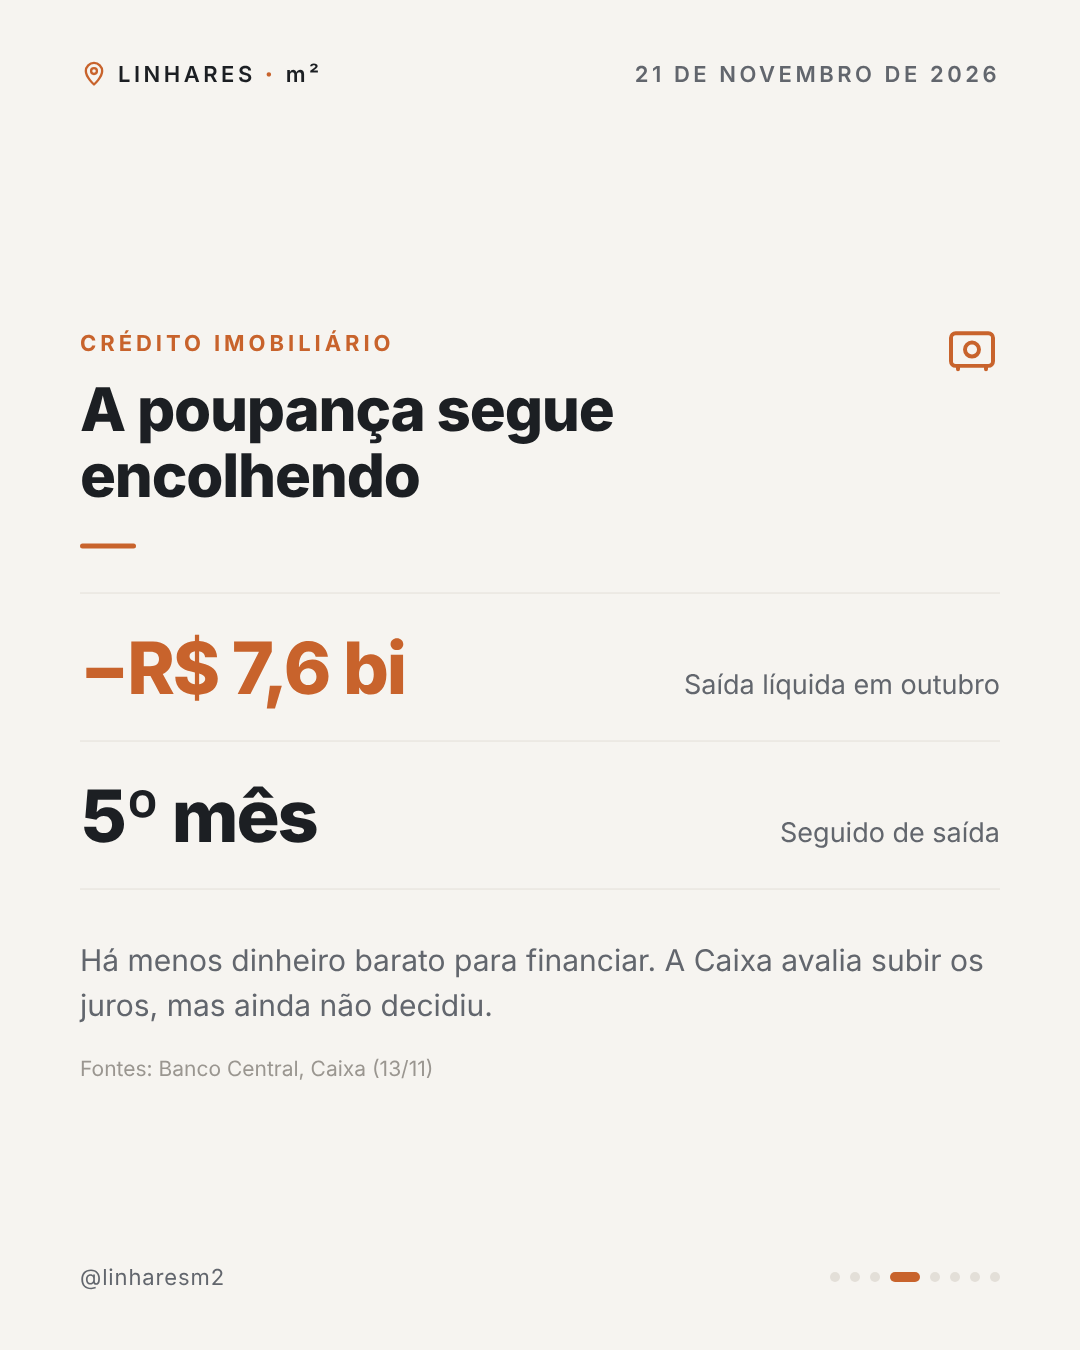 LINHARES · m²
21 DE NOVEMBRO DE 2026
CRÉDITO IMOBILIÁRIO
A poupança segue
encolhendo
–R$ 7,6 bi
Saída líquida em outubro
5º mês
Seguido de saída
Há menos dinheiro barato para financiar. A Caixa avalia subir os
juros, mas ainda não decidiu.
Fontes: Banco Central, Caixa (13/11)
@linharesm2